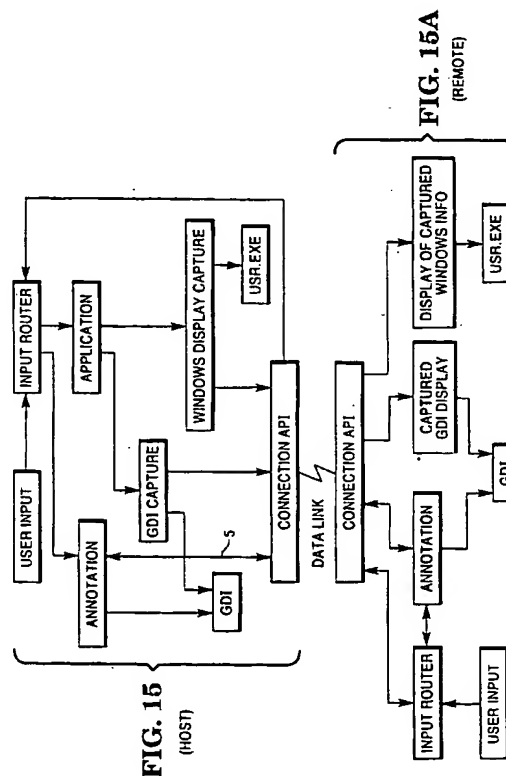 FIG. 15
(HOST)
USER INPUT
INPUT ROUTER
APPLICATION
ANNOTATION
GDI CAPTURE
WINDOWS DISPLAY CAPTURE
USR.EXE
GDI
5
CONNECTION API
DATA LINK
FIG. 15A
(REMOTE)
CONNECTION API
INPUT ROUTER
USER INPUT
ANNOTATION
CAPTURED
GDI DISPLAY
DISPLAY OF CAPTURED
WINDOWS INFO
GDI
USR.EXE